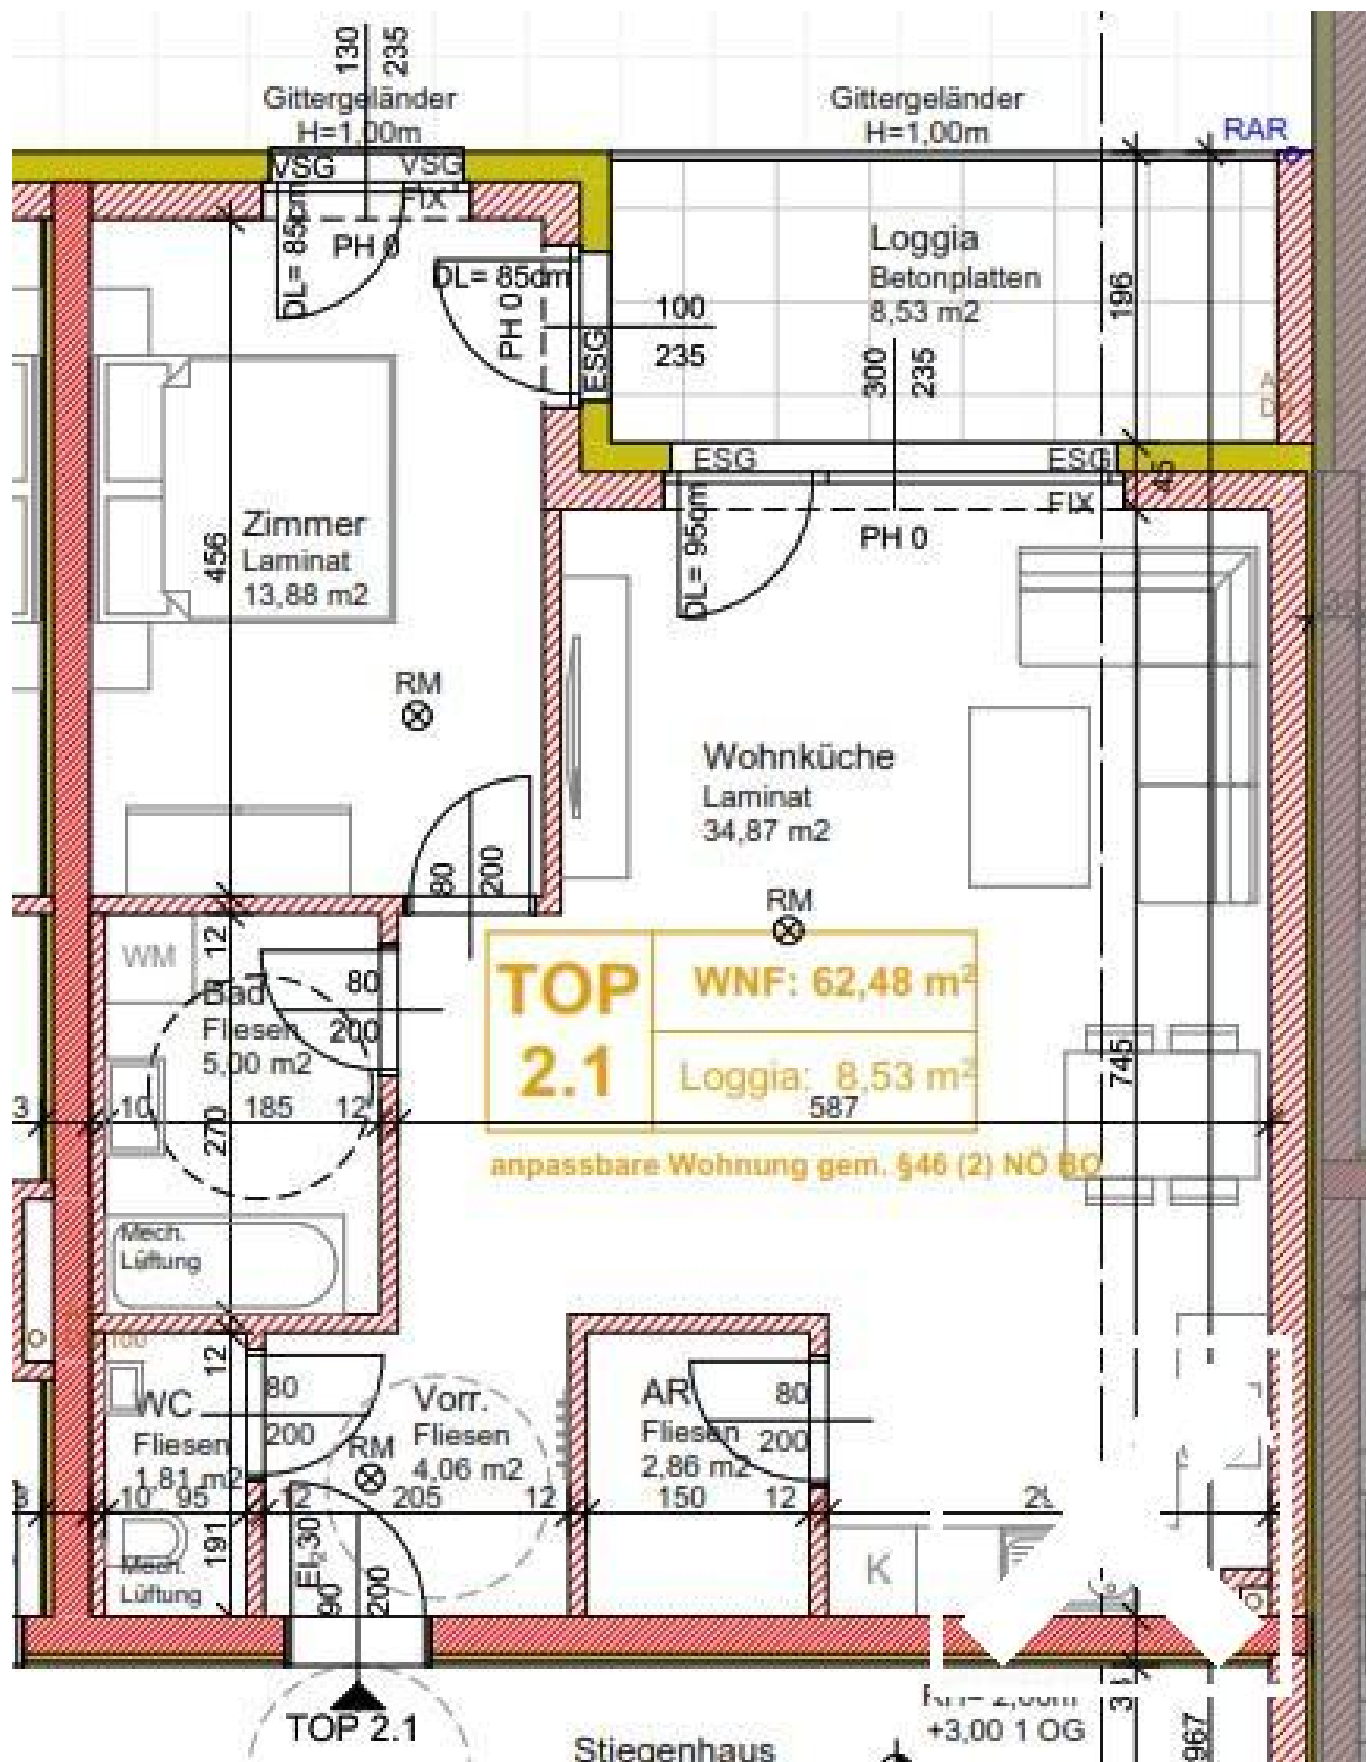 130
235
Gittergeländer
H=1,00m
Gittergeländer
H=1,00m
RAR
VSG
VSG
FIX
DL= 85cm
PH 0
DL= 85cm
PH 0
ESG
100
235
Loggia
Betonplatten
8,53 m2
300
235
196
ESG
ESG
45
FIX
DL= 95cm
PH 0
Zimmer
Laminat
13,88 m2
456
RM
Wohnküche
Laminat
34,87 m2
80
200
RM
WM
12
Bad
Fliesen
5,00 m2
80
200
TOP
2.1
WNF: 62,48 m²
Loggia: 8,53 m²
745
3
10
185
12
587
270
anpassbare Wohnung gem. §46 (2) NÖ BO
Mech.
Lüftung
100
12
WC
Fliesen
1,81 m2
80
200
Vorr.
Fliesen
4,06 m2
RM
AR
Fliesen
2,86 m2
80
200
3
10
95
12
205
12
150
12
191
Mech.
Lüftung
EI₂30
90
200
K
TOP 2.1
Stiegenhaus
+3,00 1 OG
967